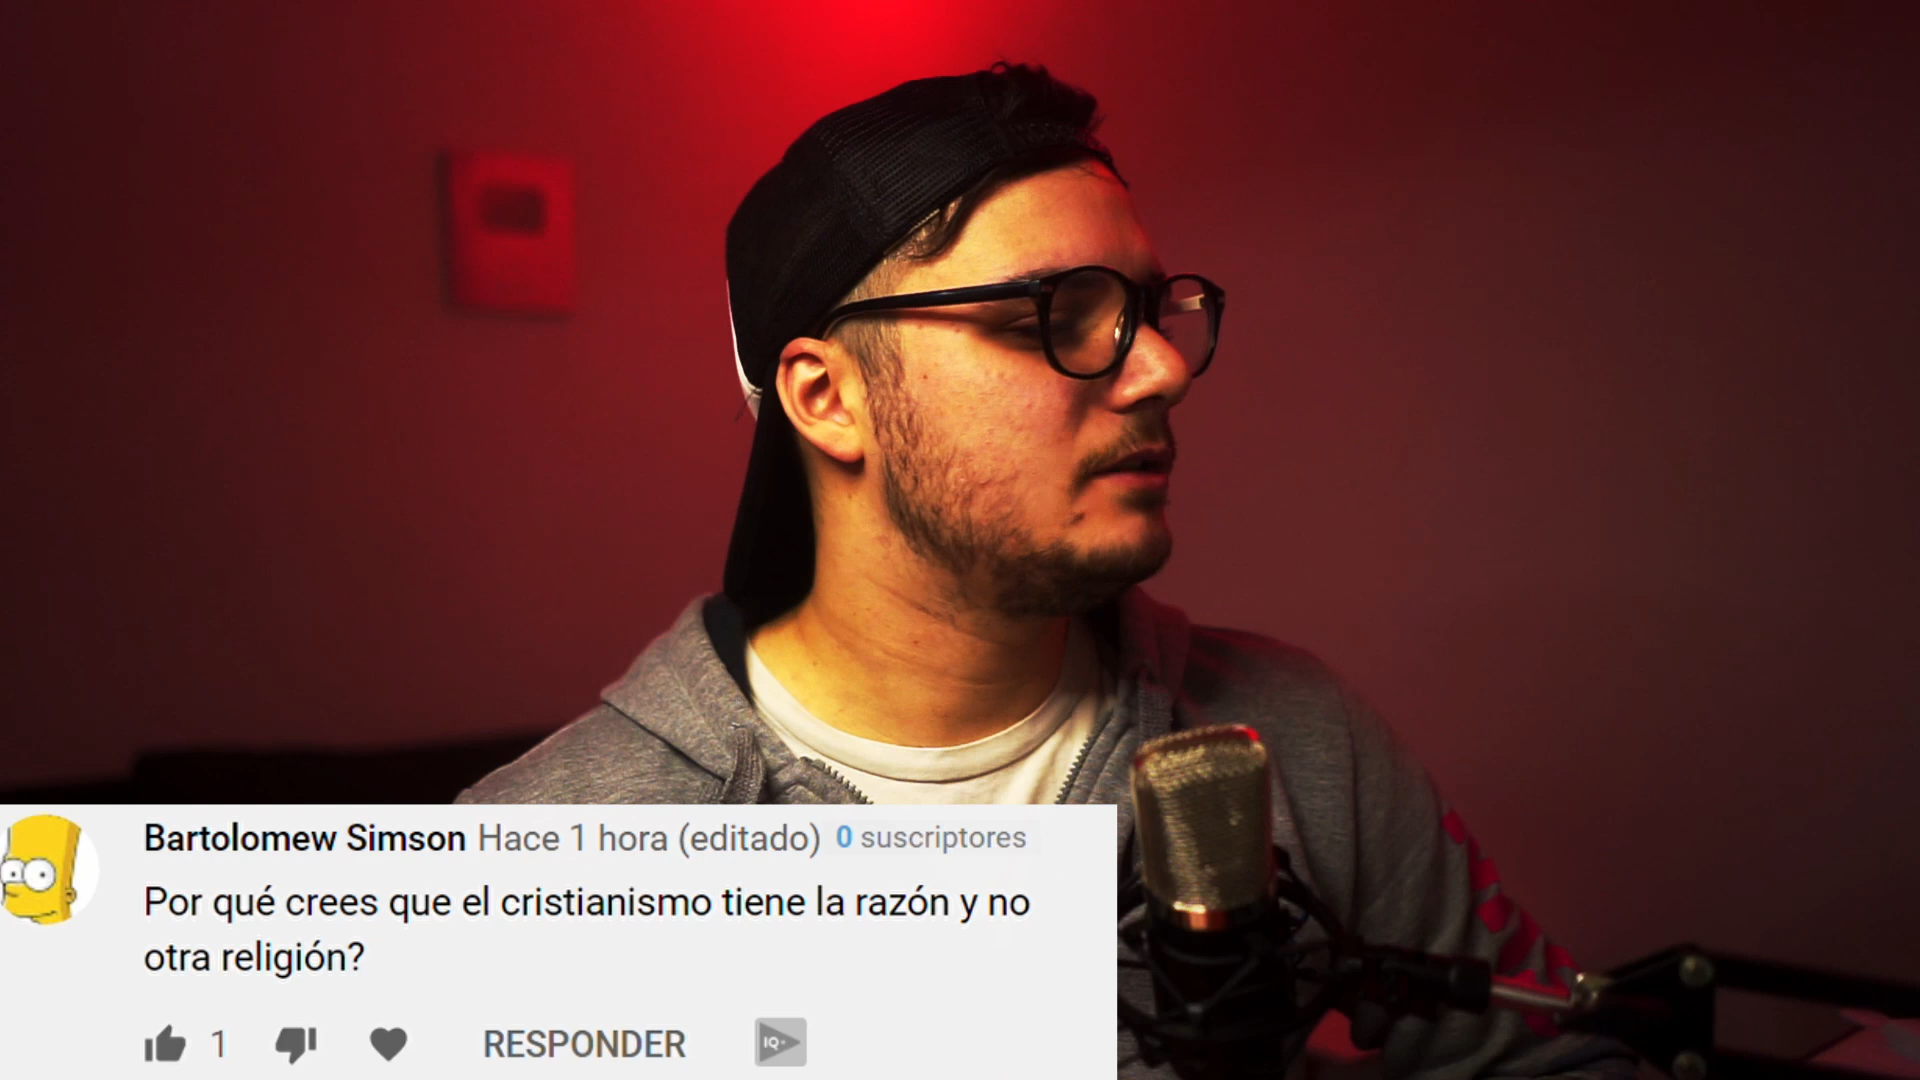 Bartolomew Simson Hace 1 hora (editado) 0 suscriptores
Por qué crees que el cristianismo tiene la razón y no
otra religión?
1 RESPONDER IQ